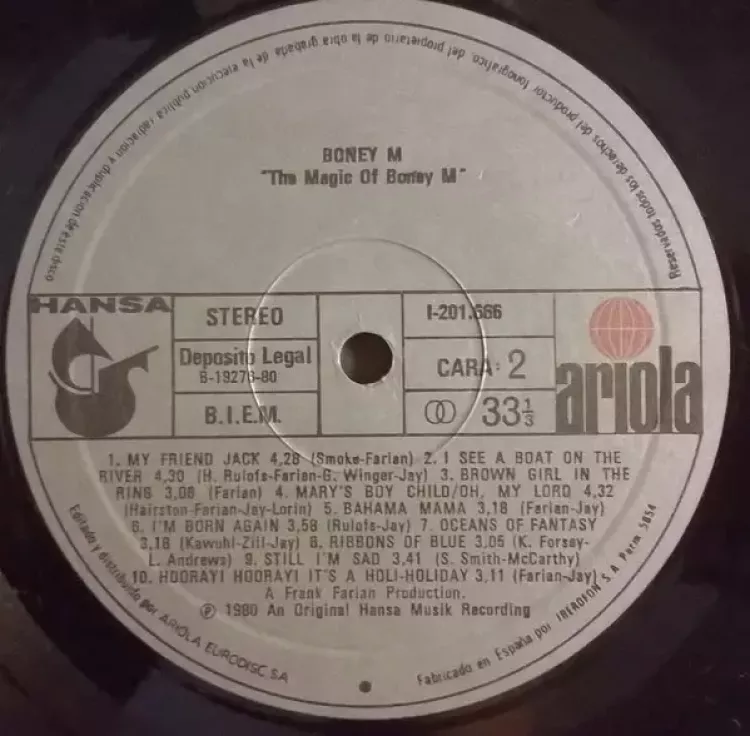 Reservados todos los derechos del productor fonográfico, del propietario de la obra grabada de la ejecución pública radiación y duplicación de este disco
BONEY M
"The Magic Of Boney M"
HANSA
STEREO
Deposito Legal
B-19276-80
B.I.E.M.
I-201.666
CARA: 2
33 1/3
ariola
1. MY FRIEND JACK 4,28 (Smoke-Farian) 2. I SEE A BOAT ON THE
RIVER 4,30 (H. Rulofs-Farian-G. Winger-Jay) 3. BROWN GIRL IN THE
RING 3,08 (Farian) 4. MARY'S BOY CHILD/OH, MY LORD 4,32
(Hairston-Farian-Jay-Lorin) 5. BAHAMA MAMA 3,18 (Farian-Jay)
6. I'M BORN AGAIN 3,58 (Rulofs-Jay) 7. OCEANS OF FANTASY
3,18 (Kawohl-Zill-Jay) 8. RIBBONS OF BLUE 3,05 (K. Forsey-
L. Andrews) 9. STILL I'M SAD 3,41 (S. Smith-McCarthy)
10. HOORAY! HOORAY! IT'S A HOLI-HOLIDAY 3,11 (Farian-Jay)
A Frank Farian Production.
℗ 1980 An Original Hansa Musik Recording
Editado y distribuido por ARIOLA EURODISC SA
Fabricado en España por IBEROFON S.A. Perm 5854